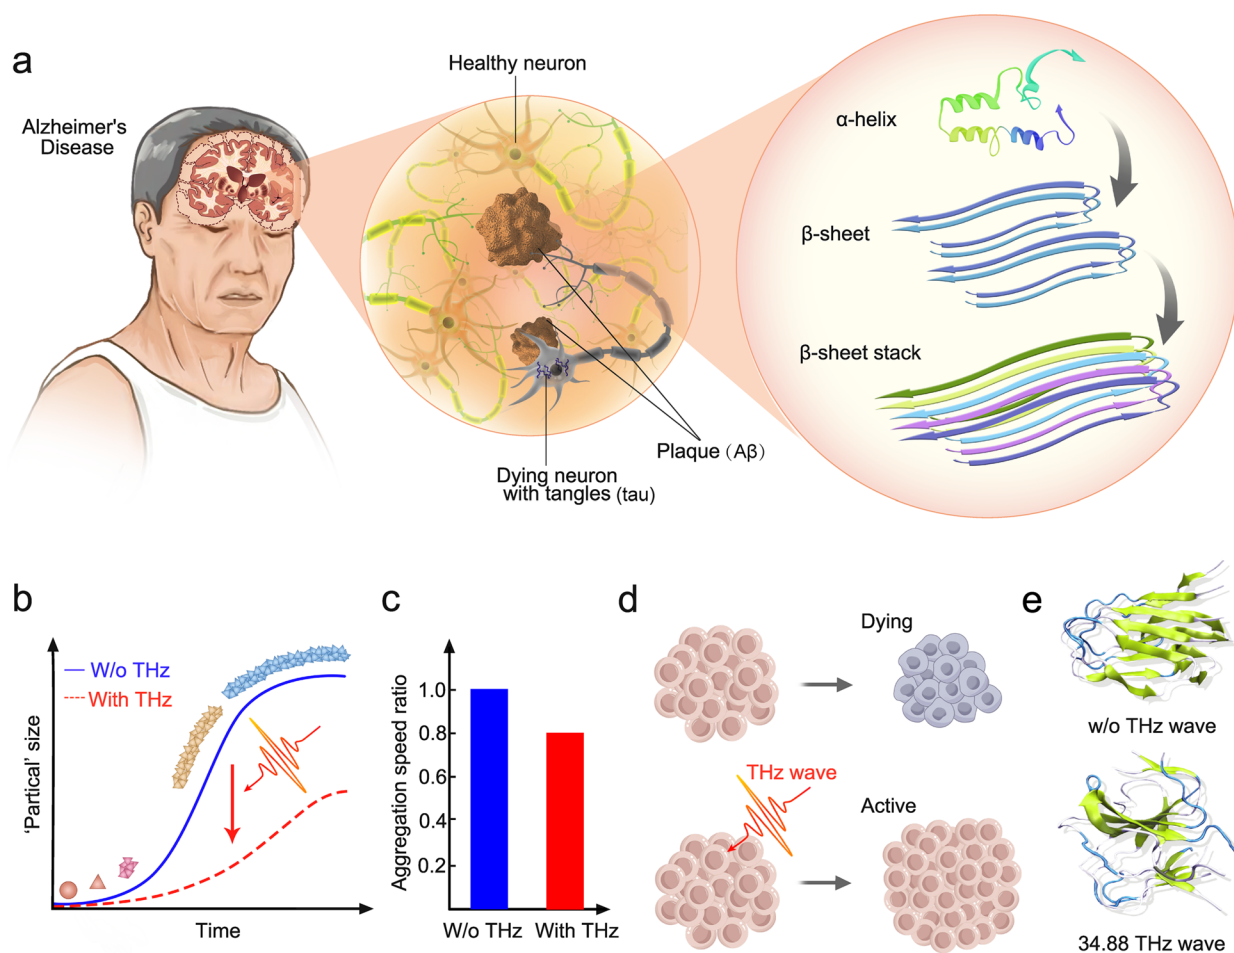 a
Alzheimer's
Disease
Healthy neuron
Plaque (Aβ)
Dying neuron
with tangles (tau)
α-helix
β-sheet
β-sheet stack
b
W/o THz
With THz
'Partical' size
Time
c
Aggregation speed ratio
1.0
0.8
0.6
0.4
0.2
W/o THz
With THz
d
Dying
THz wave
Active
e
w/o THz wave
34.88 THz wave